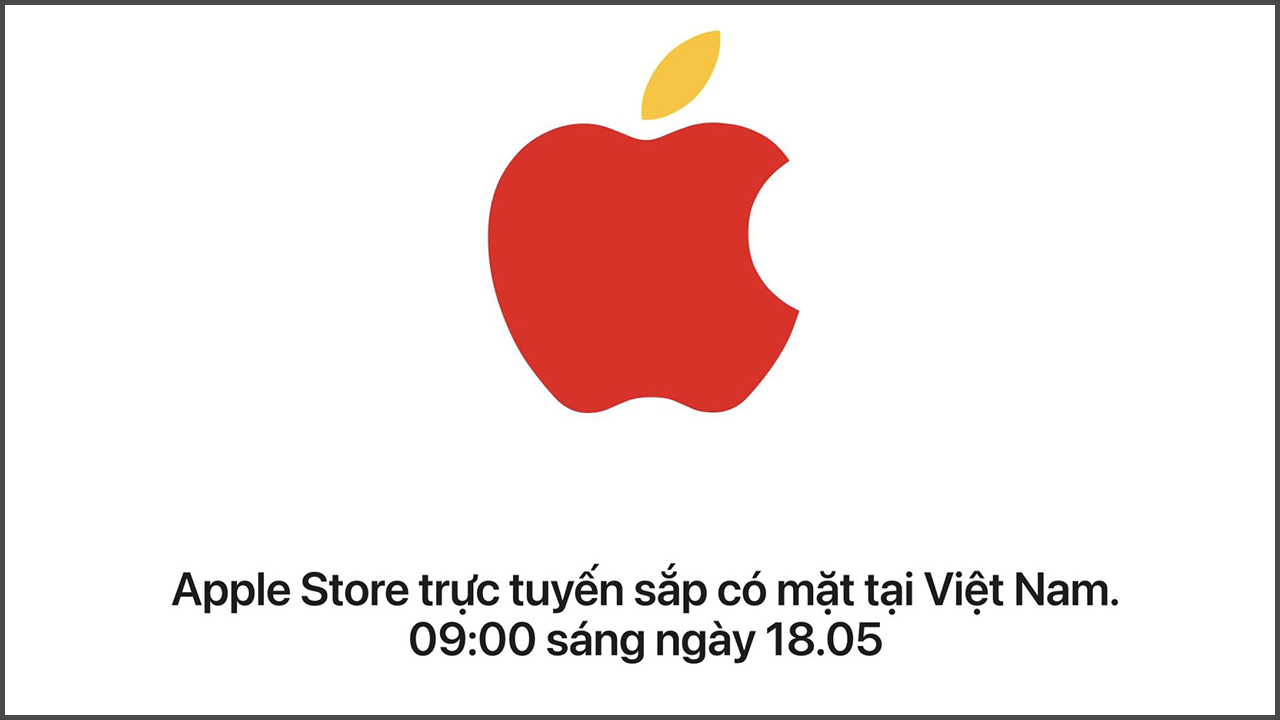 Apple Store trực tuyến sắp có mặt tại Việt Nam.
09:00 sáng ngày 18.05